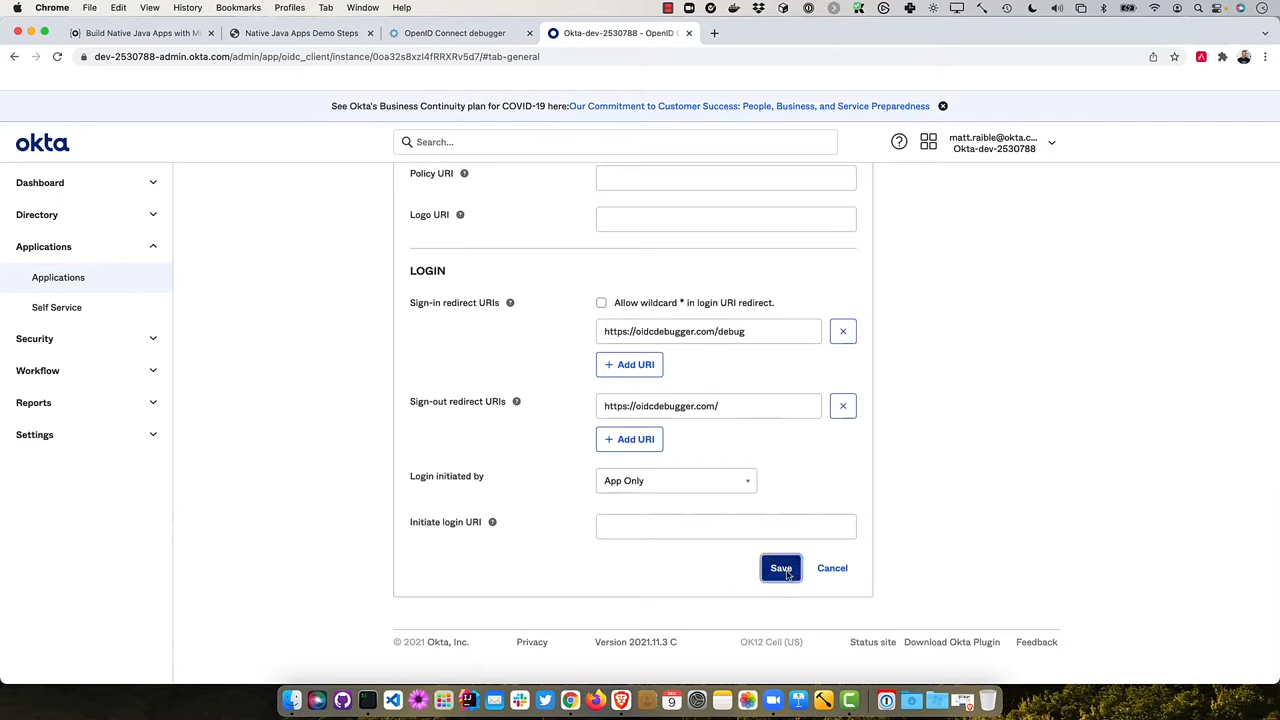 Chrome File Edit View History Bookmarks Profiles Tab Window Help
Build Native Java Apps with Mi
Native Java Apps Demo Steps
OpenID Connect debugger
Okta-dev-2530788 - OpenID C
dev-2530788-admin.okta.com/admin/app/oidc_client/instance/0oa32s8xzl4fRRXRv5d7/#tab-general
See Okta's Business Continuity plan for COVID-19 here:Our Commitment to Customer Success: People, Business, and Service Preparedness
okta
Search...
matt.raible@okta.c...
Okta-dev-2530788
Dashboard
Directory
Applications
Applications
Self Service
Security
Workflow
Reports
Settings
Policy URI
Logo URI
LOGIN
Sign-in redirect URIs
Allow wildcard * in login URI redirect.
https://oidcdebugger.com/debug
+ Add URI
Sign-out redirect URIs
https://oidcdebugger.com/
+ Add URI
Login initiated by
App Only
Initiate login URI
Save Cancel
© 2021 Okta, Inc. Privacy Version 2021.11.3 C OK12 Cell (US) Status site Download Okta Plugin Feedback
9